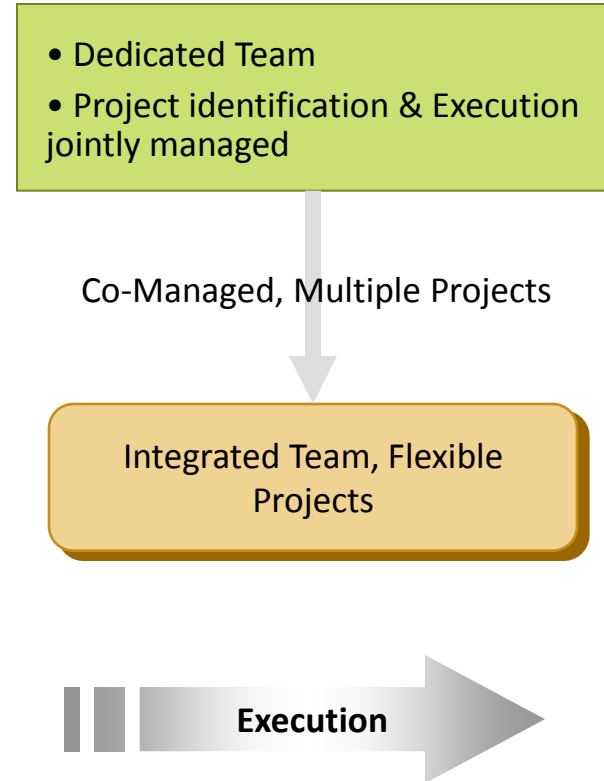 • Dedicated Team
• Project identification & Execution
jointly managed
Co-Managed, Multiple Projects
Integrated Team, Flexible
Projects
Execution